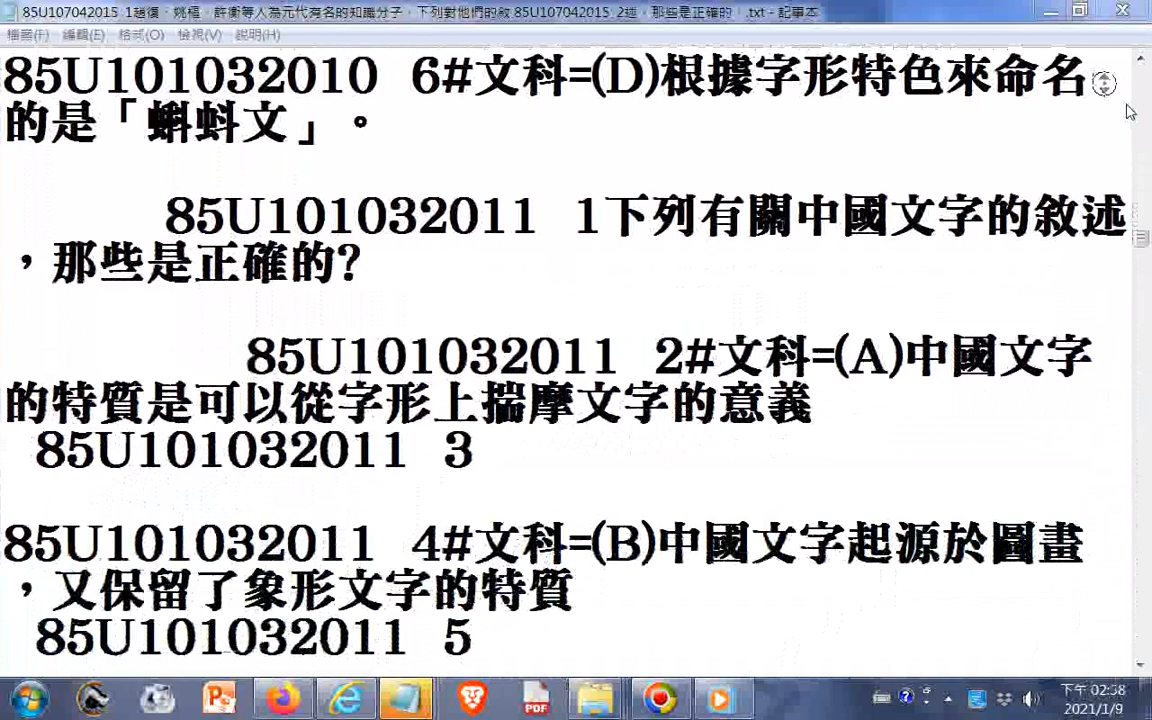 85U107042015 1趙復、姚樞、許衡等人為元代有名的知識分子，下列對他們的敘 85U107042015 2述，那些是正確的「.txt - 記事本
檔案(F) 編輯(E) 格式(O) 檢視(V) 說明(H)
85U101032010 6#文科=(D)根據字形特色來命名
的是「蝌蚪文」。
85U101032011 1下列有關中國文字的敘述
，那些是正確的?
85U101032011 2#文科=(A)中國文字
的特質是可以從字形上揣摩文字的意義
85U101032011 3
85U101032011 4#文科=(B)中國文字起源於圖畫
，又保留了象形文字的特質
85U101032011 5
PDF
下午 02:38
2021/1/9